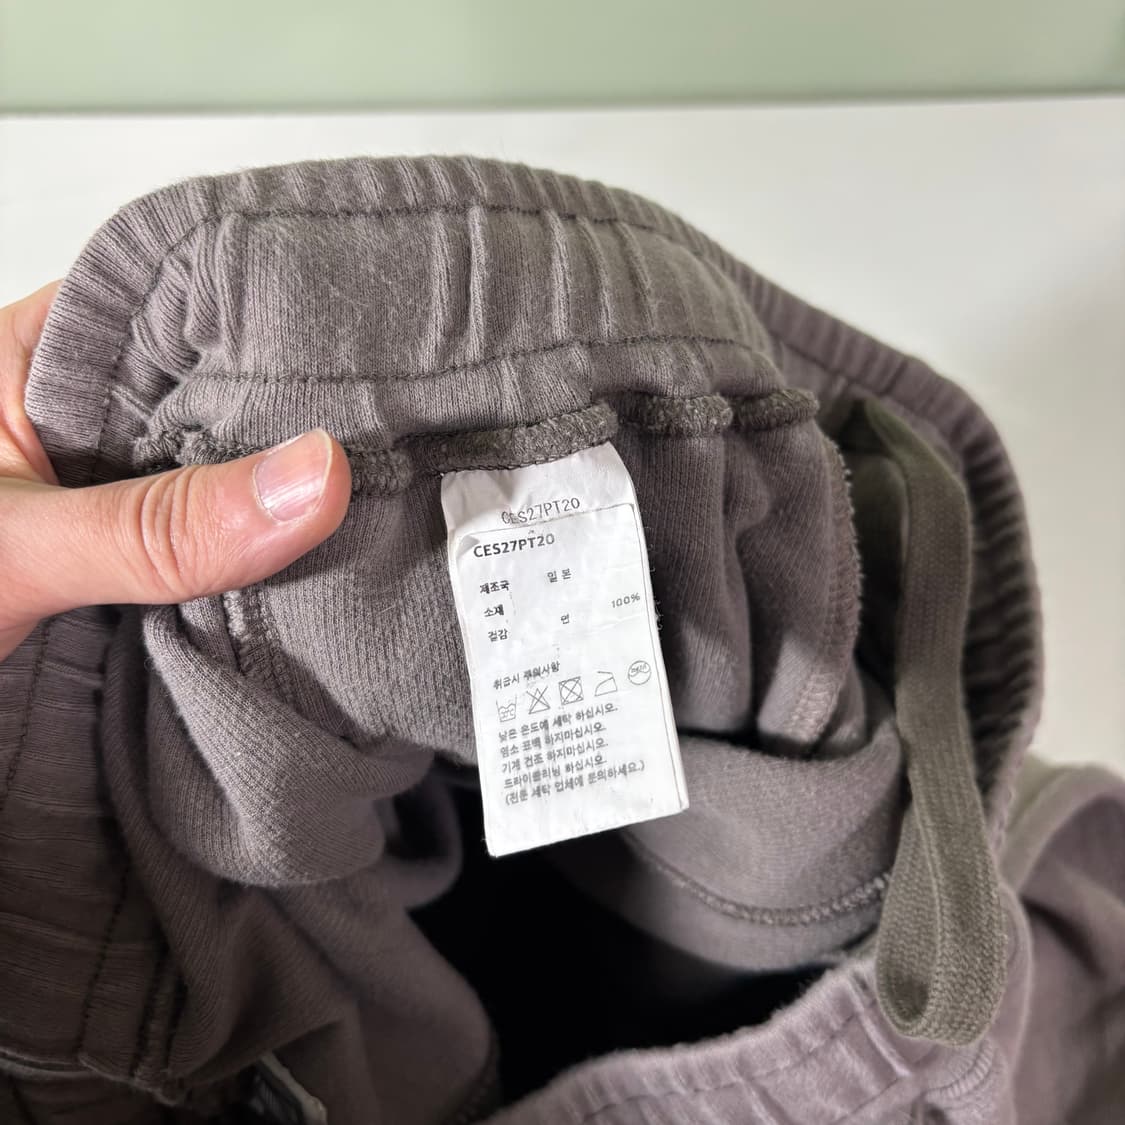 CES27PT20
CES27PT20
제조국 일본
소재
겉감 면 100%
취급시 주의사항
낮은 온도에 세탁 하십시오.
염소 표백 하지마십시오.
기계 건조 하지마십시오.
드라이클리닝 하십시오.
(전문 세탁 업체에 문의하세요.)